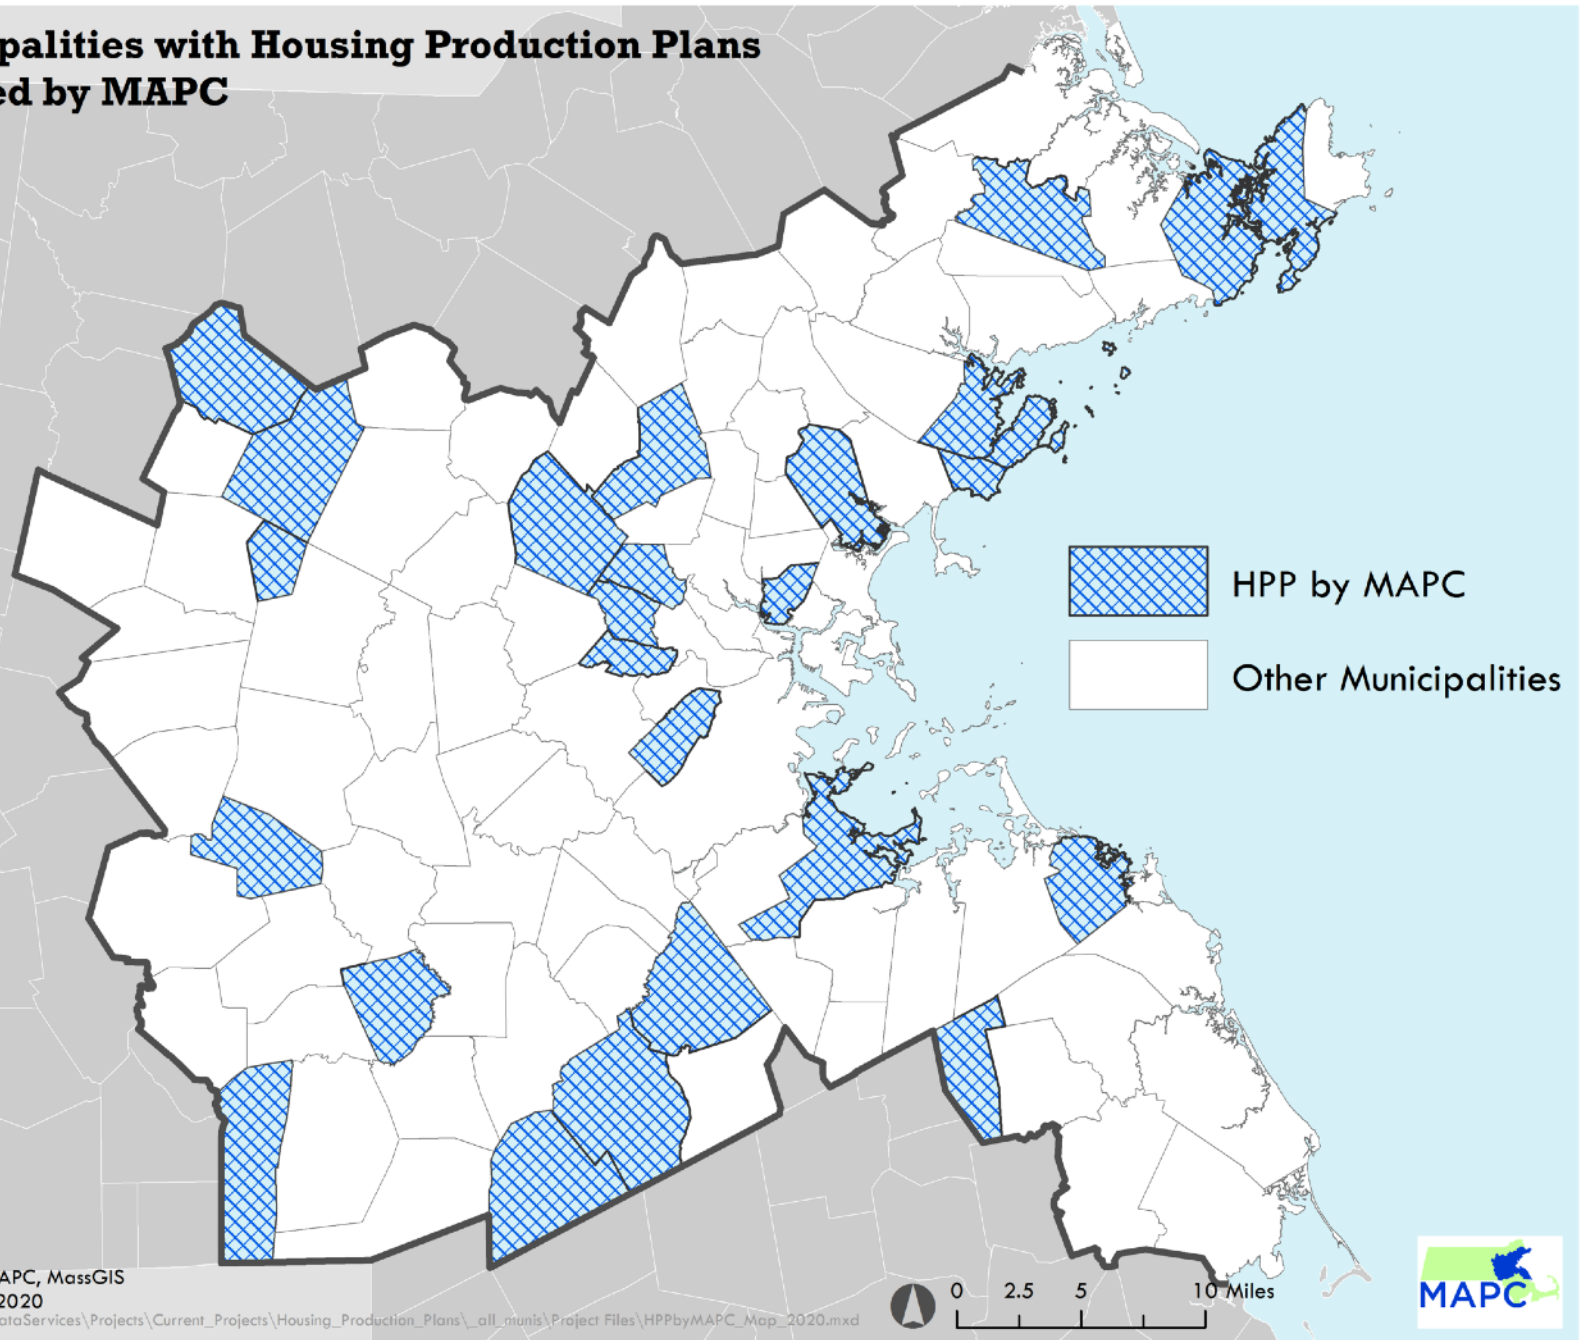 palities with Housing Production Plans
ed by MAPC
HPP by MAPC
Other Municipalities
APC, MassGIS
2020
ataServices\Projects\Current_Projects\Housing_Production_Plans\_all_munis\Project Files\HPPbyMAPC_Map_2020.mxd
0 2.5 5 10 Miles
MAPC